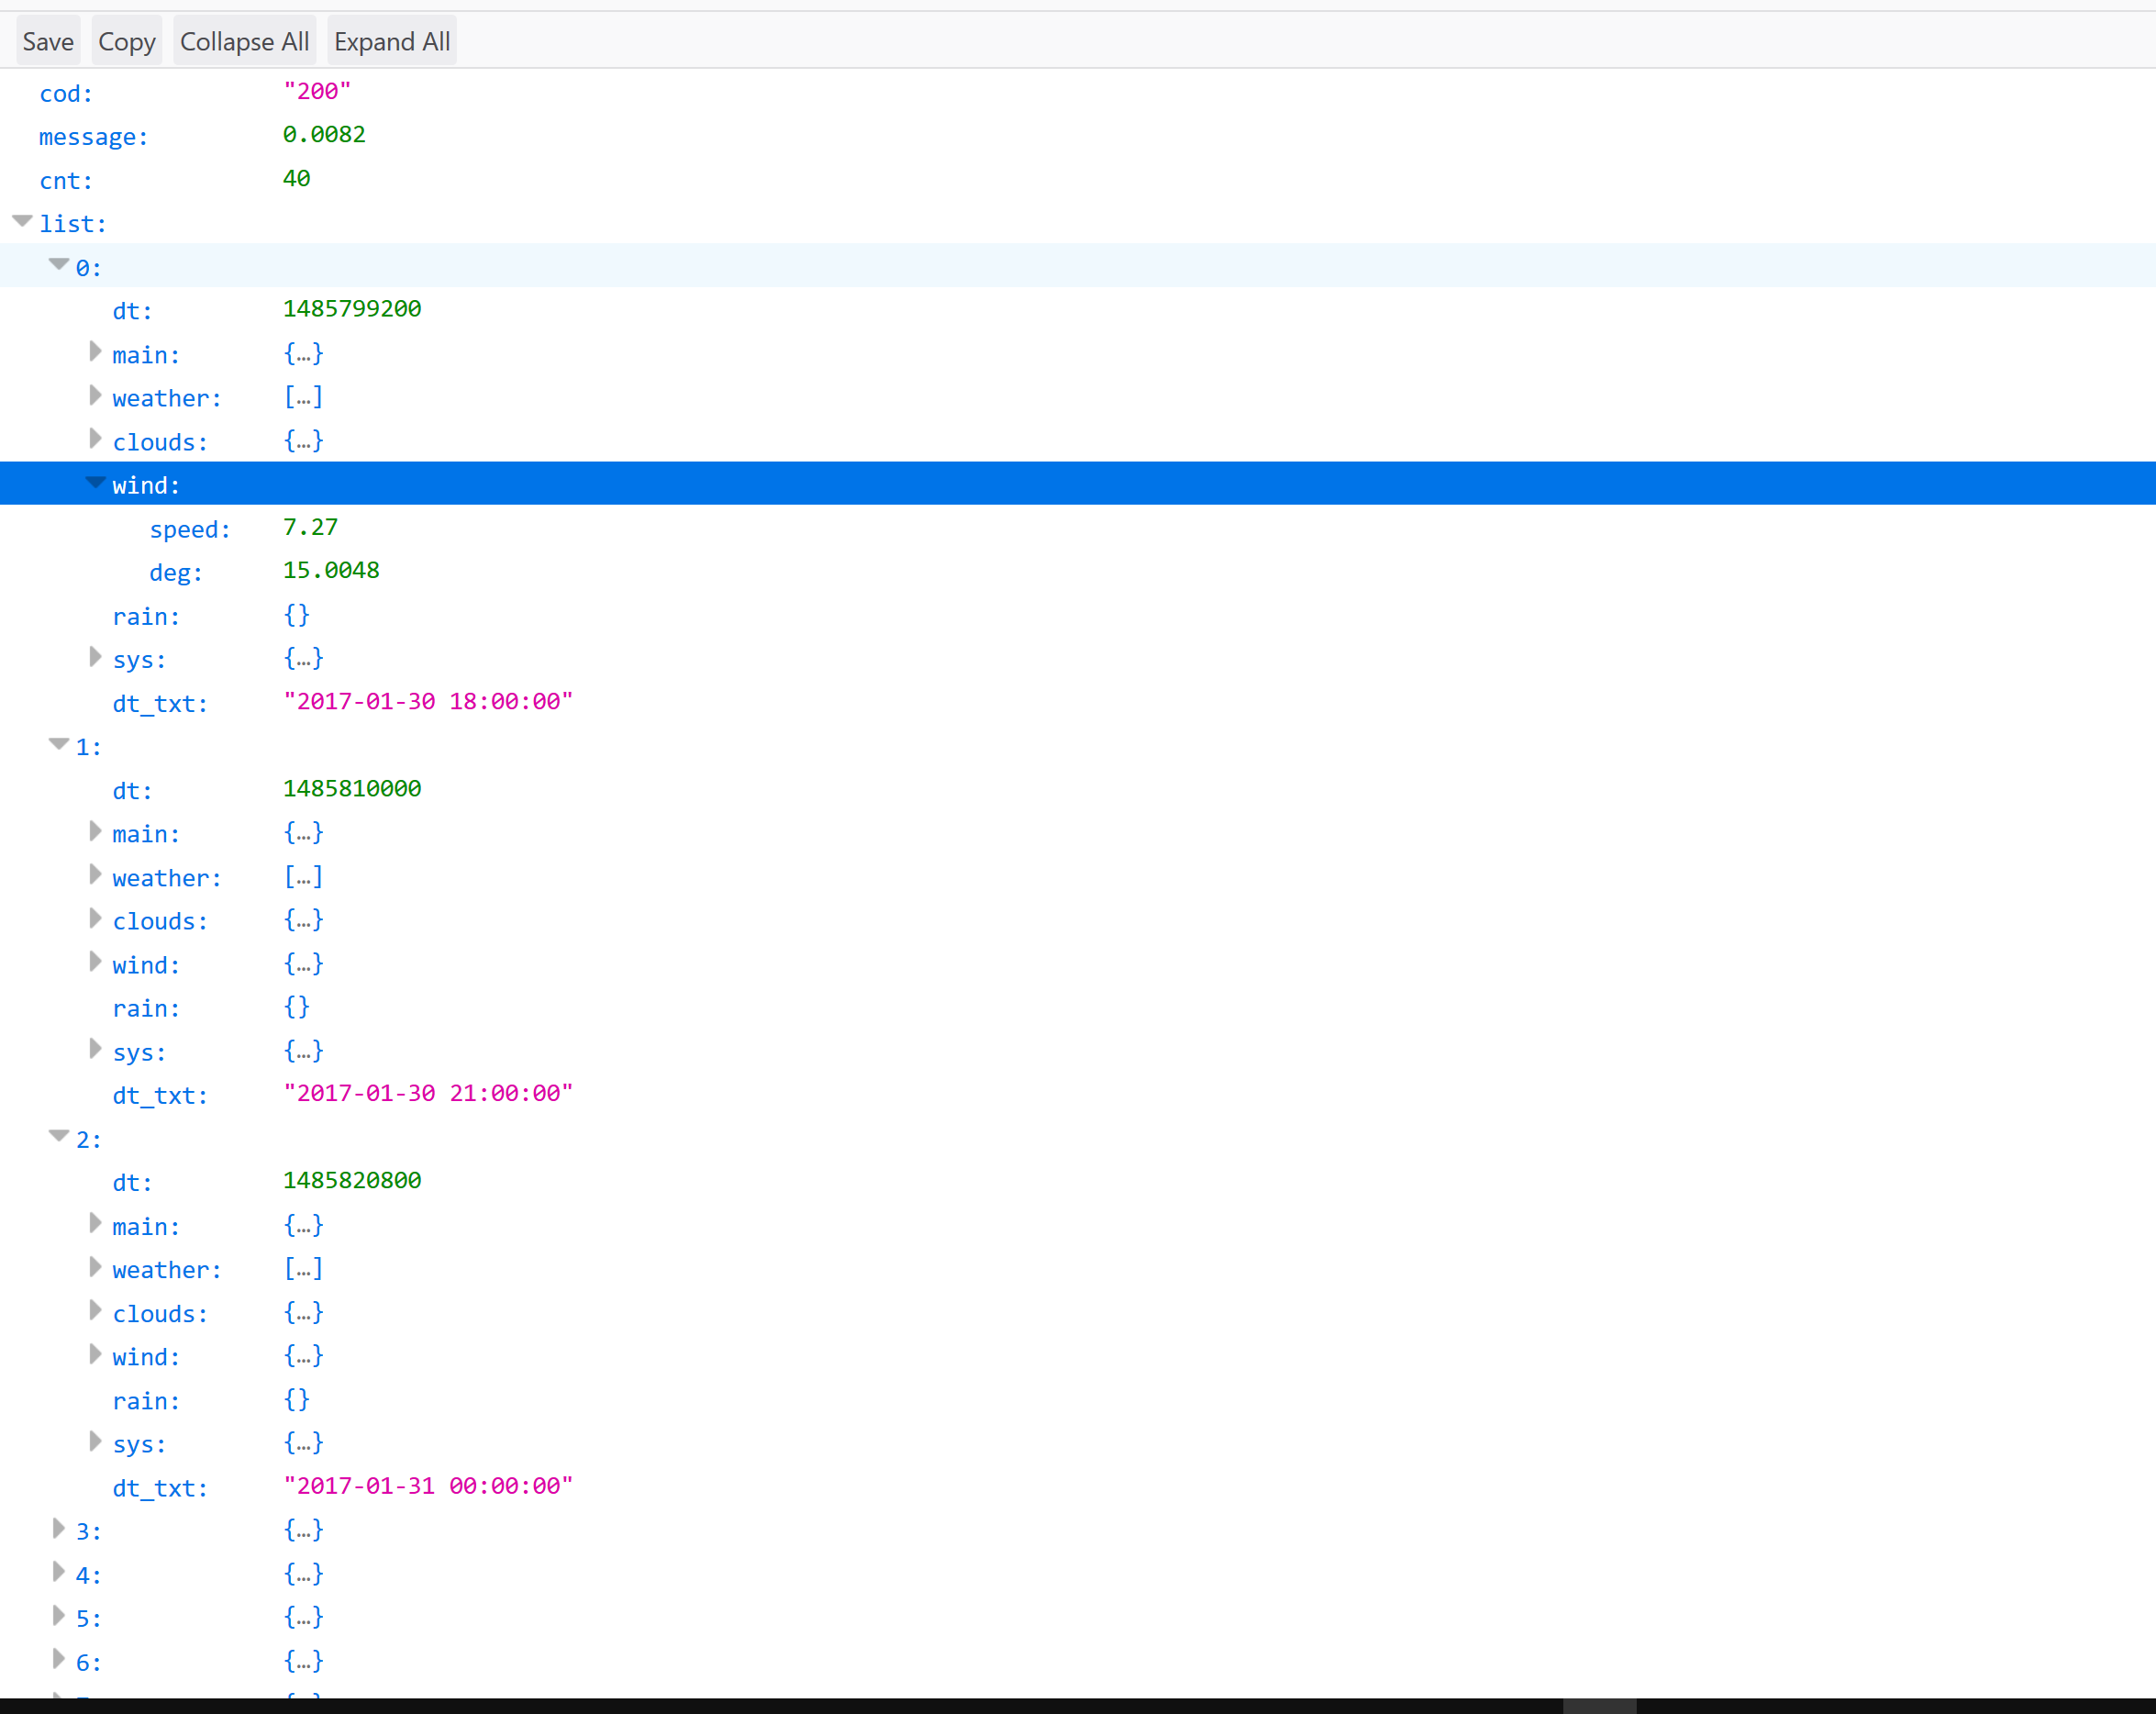 Save Copy Collapse All Expand All
cod: "200"
message: 0.0082
cnt: 40
list:
0:
dt: 1485799200
main: {…}
weather: […]
clouds: {…}
wind:
speed: 7.27
deg: 15.0048
rain: {}
sys: {…}
dt_txt: "2017-01-30 18:00:00"
1:
dt: 1485810000
main: {…}
weather: […]
clouds: {…}
wind: {…}
rain: {}
sys: {…}
dt_txt: "2017-01-30 21:00:00"
2:
dt: 1485820800
main: {…}
weather: […]
clouds: {…}
wind: {…}
rain: {}
sys: {…}
dt_txt: "2017-01-31 00:00:00"
3: {…}
4: {…}
5: {…}
6: {…}